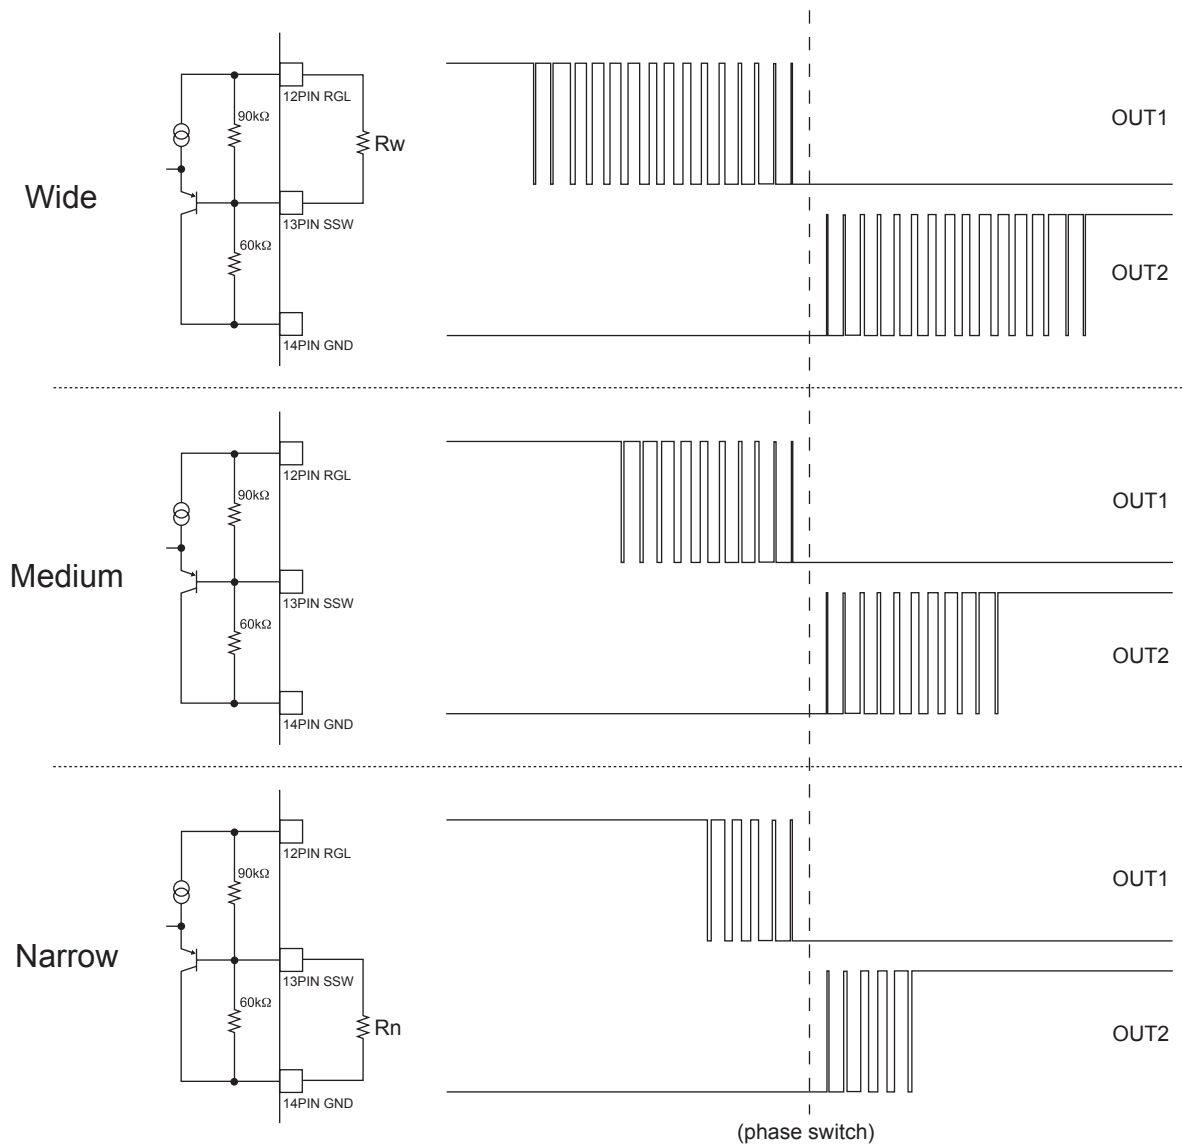 12PIN RGL
90kΩ
OUT1
Rw
Wide
13PIN SSW
60kΩ
OUT2
14PIN GND
12PIN RGL
90kΩ
OUT1
Medium
13PIN SSW
60kΩ
OUT2
14PIN GND
12PIN RGL
90kΩ
OUT1
Narrow
13PIN SSW
60kΩ
Rn
OUT2
14PIN GND
(phase switch)